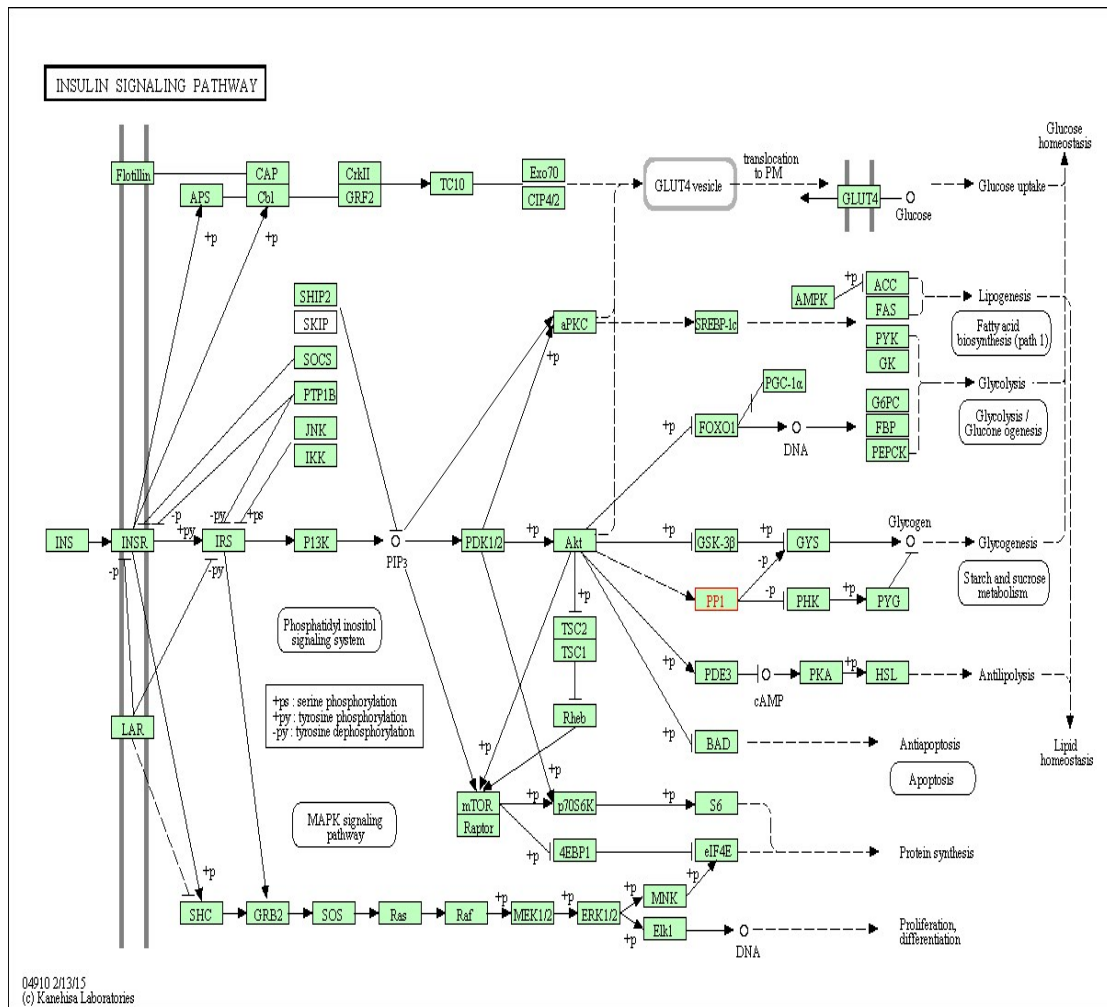 INSULIN SIGNALING PATHWAY
Glucose
homeostasis
Flotillin
CAP
CrkII
TC10
Exo70
GLUT4 vesicle
translocation
to PM
Glucose uptake
APS
Cbl
GRF2
CIP4/2
GLUT4
Glucose
+p
+p
SHIP2
SKIP
SOCS
PTP1B
JNK
IKK
aPKC
+p
SREBP-1c
AMPK
+p
ACC
FAS
Lipogenesis
Fatty acid
biosynthesis (path 1)
PYK
GK
PGC-1α
Glycolysis
G6PC
FBP
PEPCK
Glycolysis /
Glucone ogenesis
+p
FOXO1
DNA
-p
+py
-py
+ps
INS
INSR
IRS
P13K
PIP3
PDK1/2
+p
Akt
+p
GSK-3β
+p
GYS
Glycogen
Glycogenesis
-p
-py
-p
PP1
-p
PHK
+p
PYG
Starch and sucrose
metabolism
Phosphatidyl inositol
signaling system
+p
TSC2
TSC1
+p
PDE3
cAMP
PKA
+p
HSL
Antilipolysis
+ps : serine phosphorylation
+py : tyrosine phosphorylation
-py : tyrosine dephosphorylation
LAR
Rheb
+p
+p
BAD
Antiapoptosis
Apoptosis
Lipid
homeostasis
+p
mTOR
Raptor
+p
p70S6K
+p
S6
MAPK signaling
pathway
+p
4EBP1
eIF4E
Protein synthesis
+p
+p
SHC
GRB2
SOS
Ras
Raf
+p
MEK1/2
+p
ERK1/2
+p
MNK
+p
Elk1
DNA
Proliferation,
differentiation
04910 2/13/15
(c) Kanehisa Laboratories